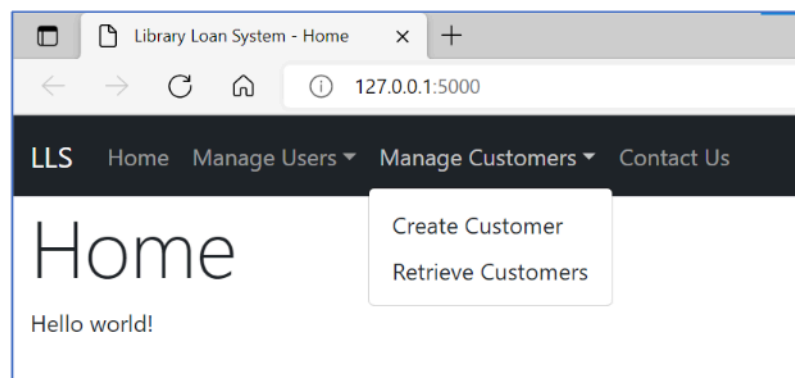 Library Loan System - Home
127.0.0.1:5000
LLS Home Manage Users Manage Customers Contact Us
Create Customer
Retrieve Customers
Home
Hello world!